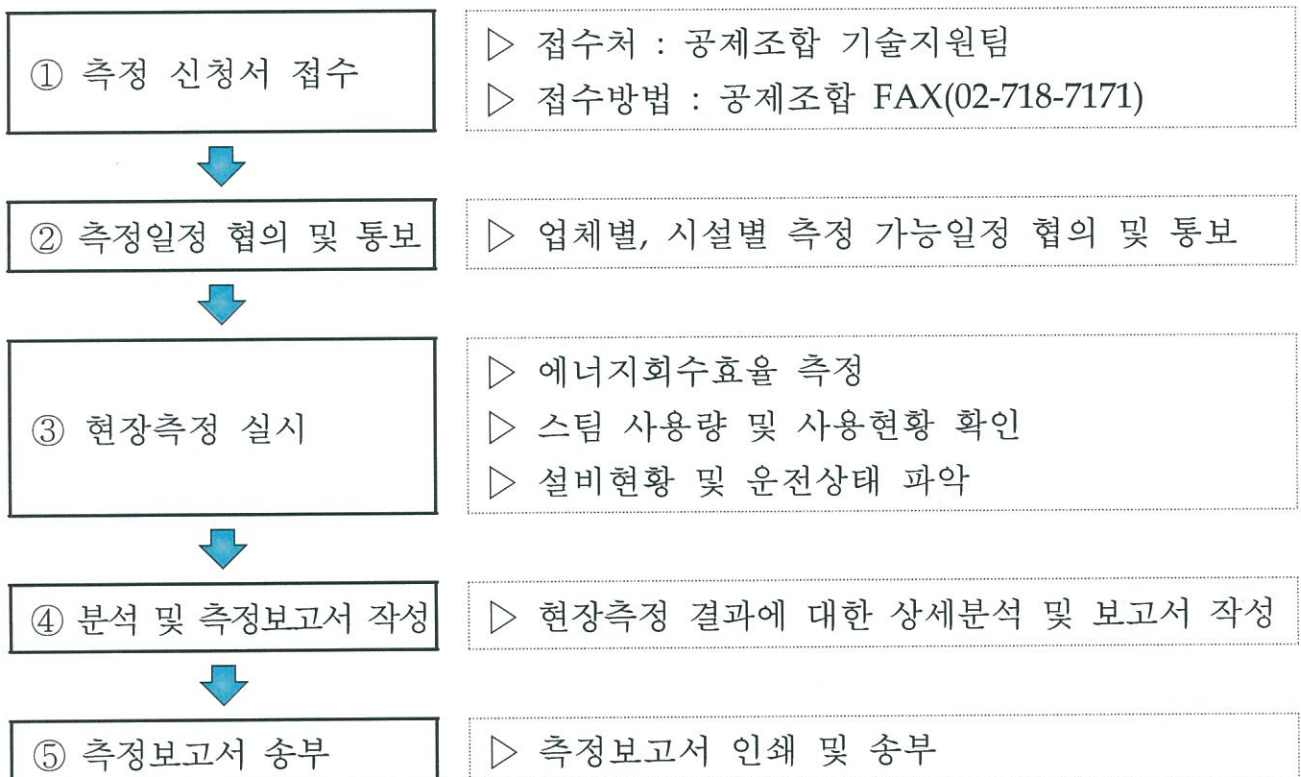 ① 측정 신청서 접수
▷ 접수처 : 공제조합 기술지원팀
▷ 접수방법 : 공제조합 FAX(02-718-7171)
② 측정일정 협의 및 통보
▷ 업체별, 시설별 측정 가능일정 협의 및 통보
③ 현장측정 실시
▷ 에너지회수효율 측정
▷ 스팀 사용량 및 사용현황 확인
▷ 설비현황 및 운전상태 파악
④ 분석 및 측정보고서 작성
▷ 현장측정 결과에 대한 상세분석 및 보고서 작성
⑤ 측정보고서 송부
▷ 측정보고서 인쇄 및 송부